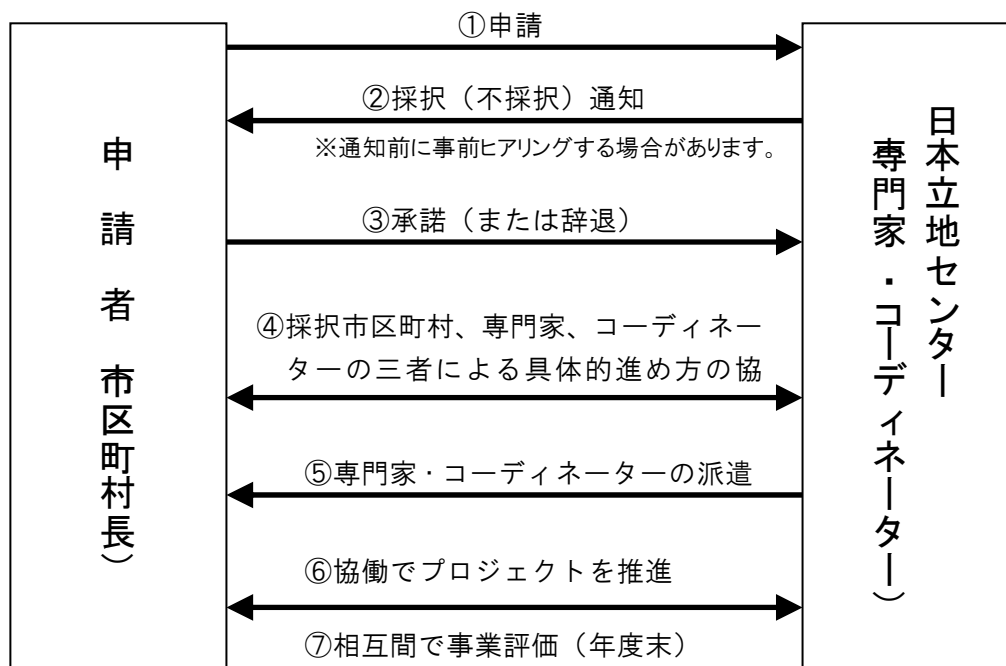 ①申請
②採択（不採択）通知
※通知前に事前ヒアリングする場合があります。
③承諾（または辞退）
④採択市区町村、専門家、コーディネー
ターの三者による具体的進め方の協
⑤専門家・コーディネーターの派遣
⑥協働でプロジェクトを推進
⑦相互間で事業評価（年度末）
申請者市区町村長）
日本立地センター
専門家・コーディネーター）